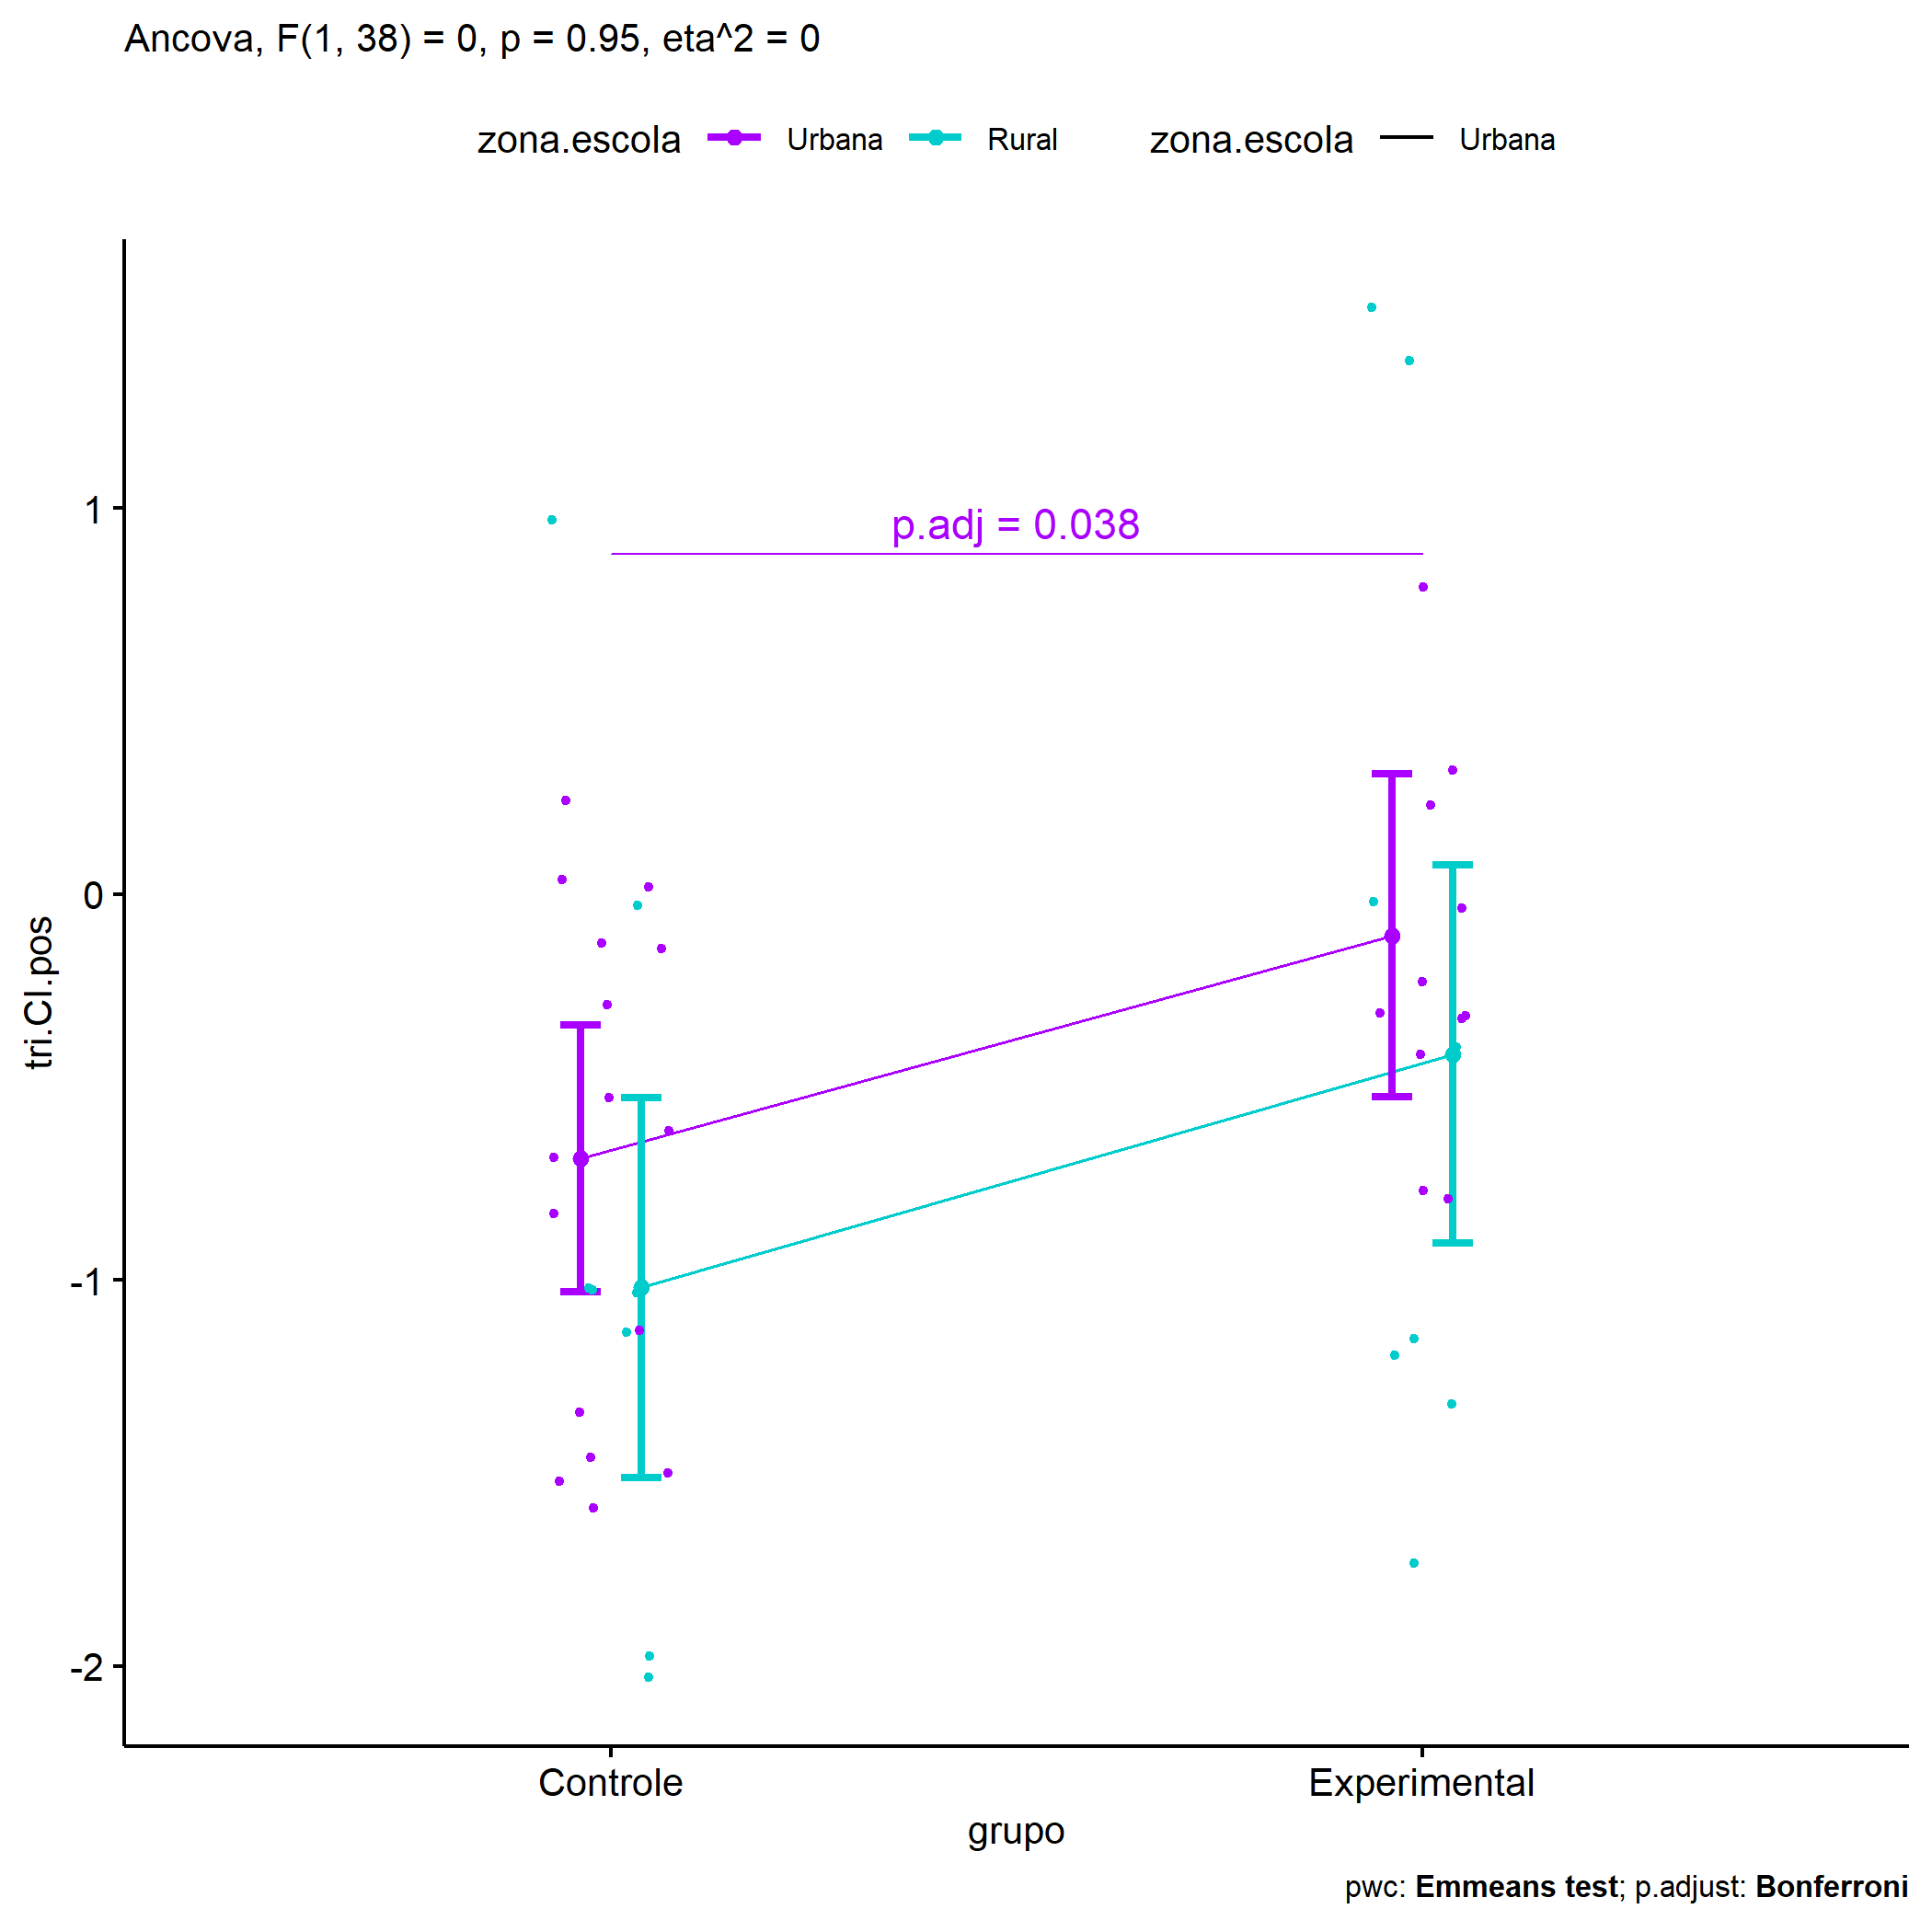 Ancova, F(1, 38) = 0, p = 0.95, eta^2 = 0
zona.escola Urbana Rural zona.escola Urbana
1
p.adj = 0.038
0
tri.CI.pos
-1
-2
Controle Experimental
grupo
pwc: Emmeans test; p.adjust: Bonferroni